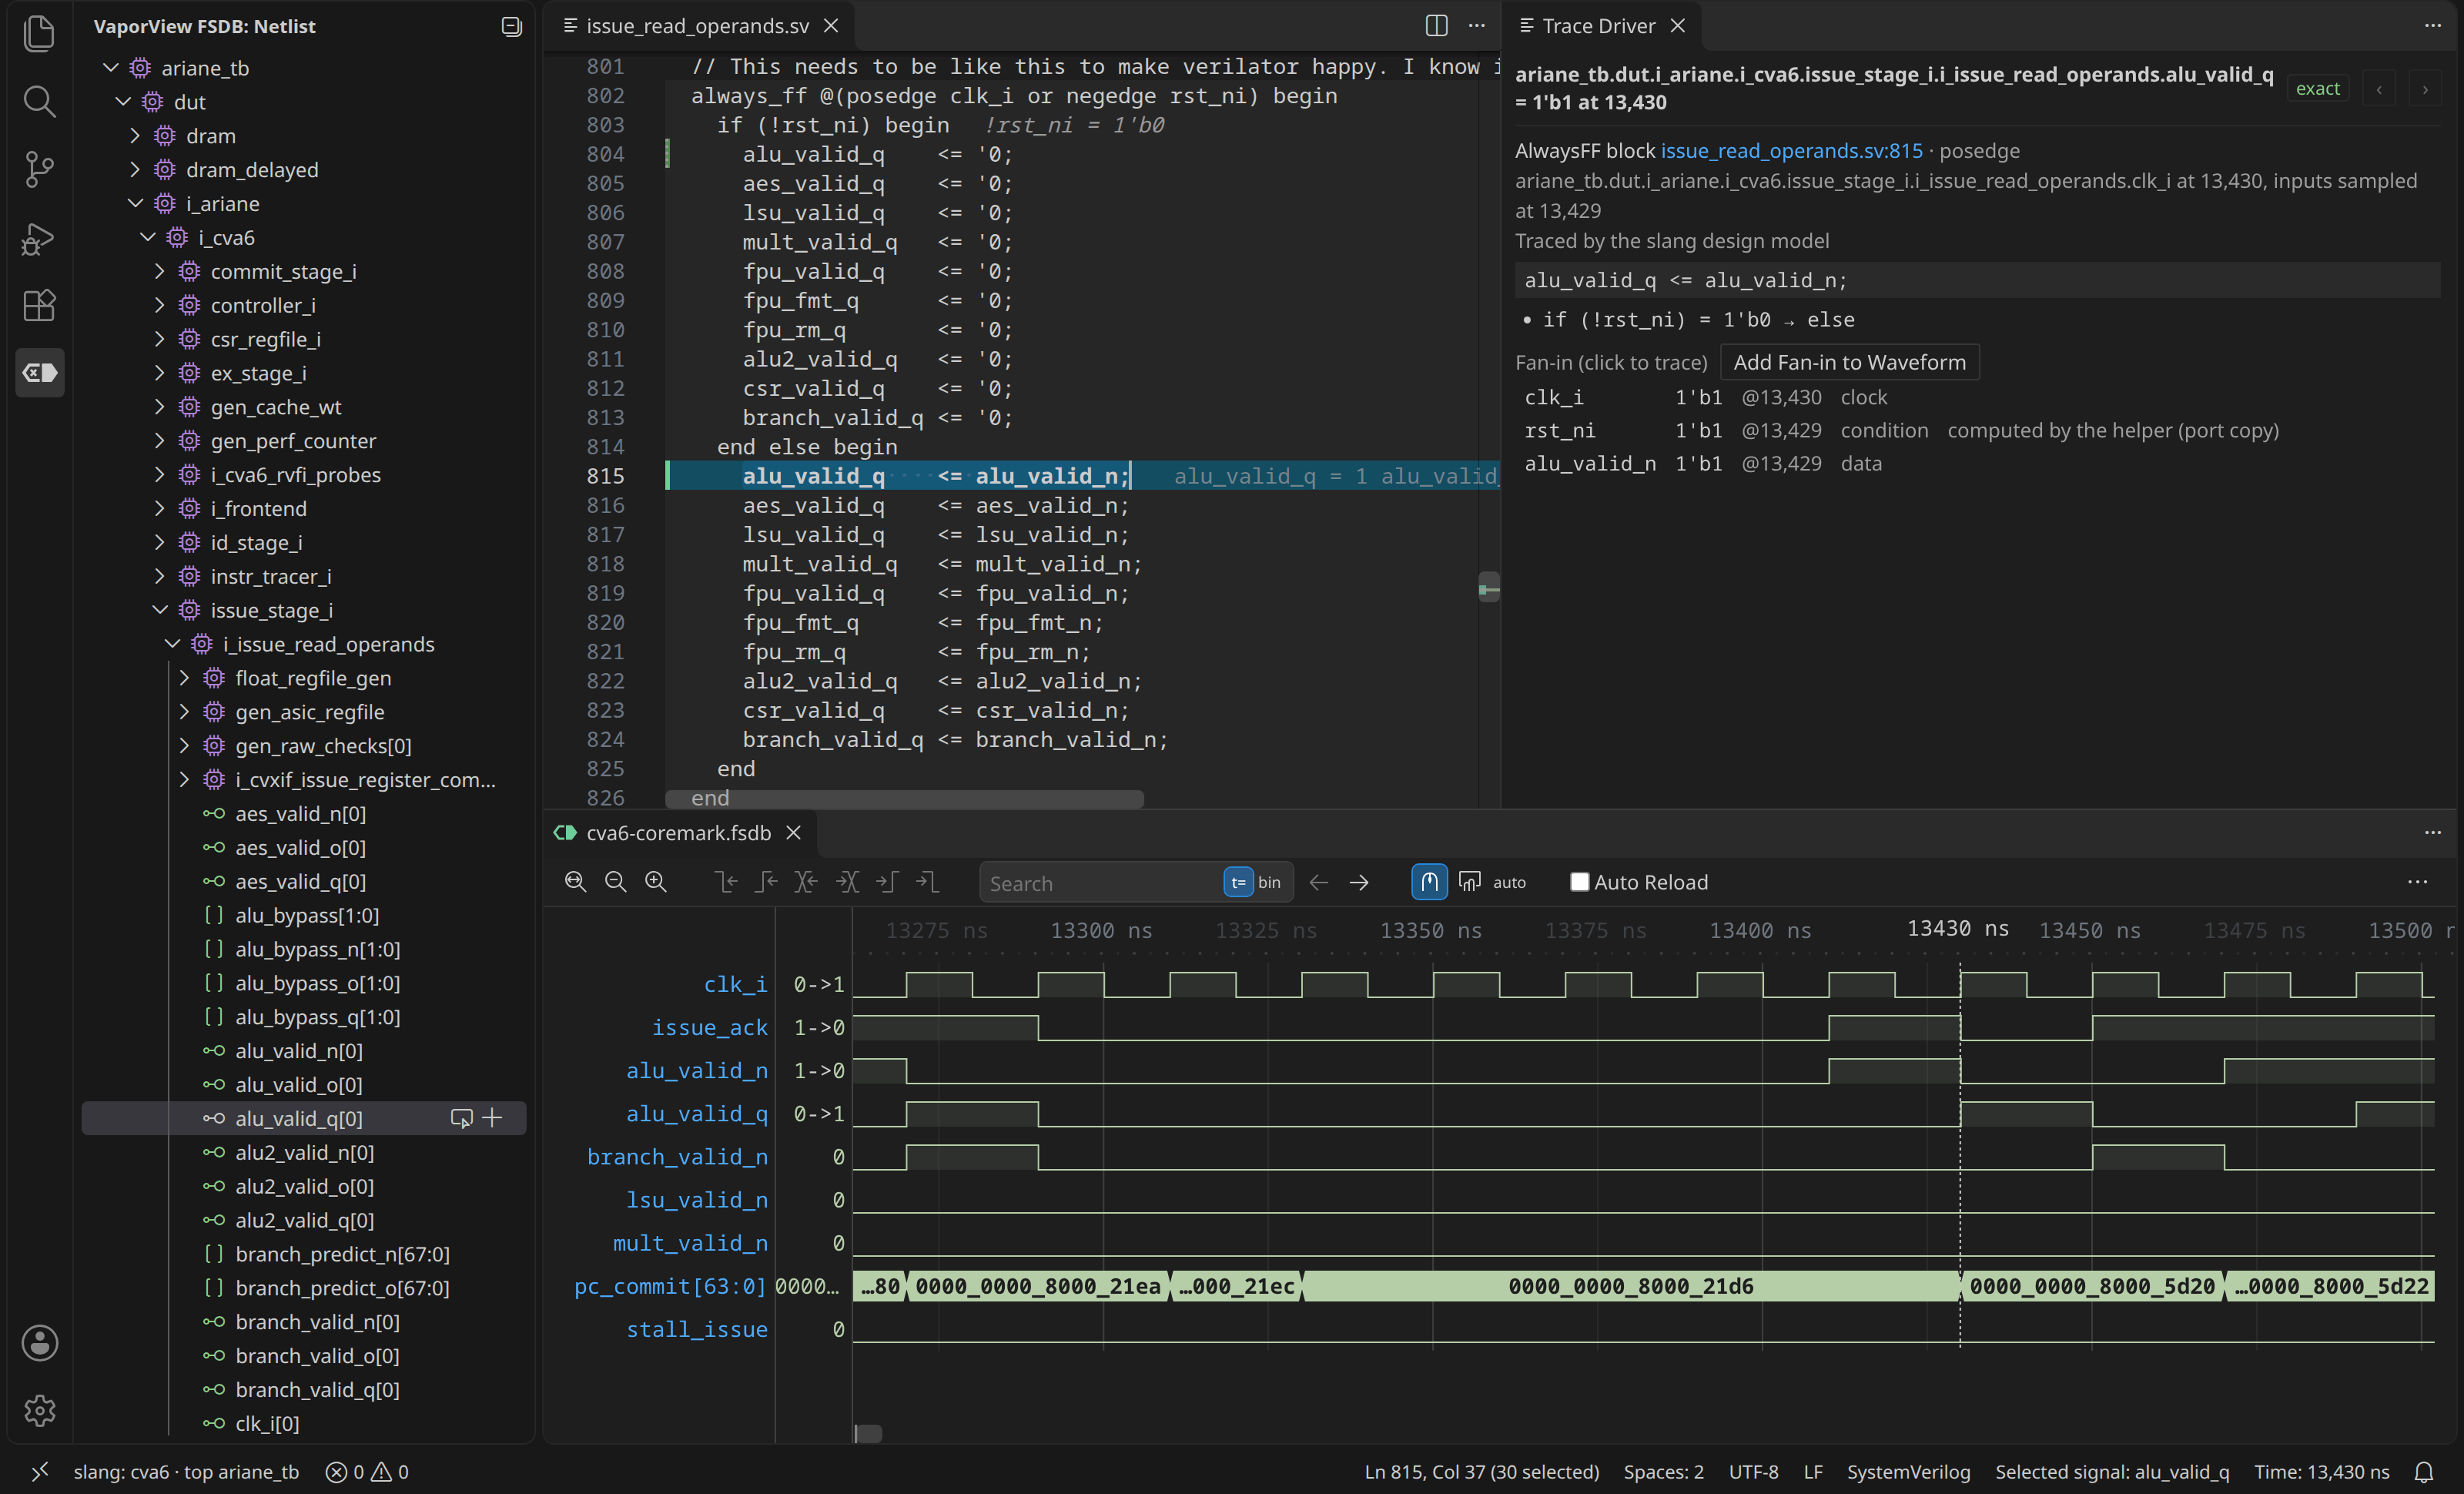 VaporView FSDB: Netlist
ariane_tb
dut
dram
dram_delayed
i_ariane
i_cva6
commit_stage_i
controller_i
csr_regfile_i
ex_stage_i
gen_cache_wt
gen_perf_counter
i_cva6_rvfi_probes
i_frontend
id_stage_i
instr_tracer_i
issue_stage_i
i_issue_read_operands
float_regfile_gen
gen_asic_regfile
gen_raw_checks[0]
i_cvxif_issue_register_com...
aes_valid_n[0]
aes_valid_o[0]
aes_valid_q[0]
[ ] alu_bypass[1:0]
[ ] alu_bypass_n[1:0]
[ ] alu_bypass_o[1:0]
[ ] alu_bypass_q[1:0]
alu_valid_n[0]
alu_valid_o[0]
alu_valid_q[0]
alu2_valid_n[0]
alu2_valid_o[0]
alu2_valid_q[0]
[ ] branch_predict_n[67:0]
[ ] branch_predict_o[67:0]
branch_valid_n[0]
branch_valid_o[0]
branch_valid_q[0]
clk_i[0]
issue_read_operands.sv
801 // This needs to be like this to make verilator happy. I know i
802 always_ff @(posedge clk_i or negedge rst_ni) begin
803 if (!rst_ni) begin !rst_ni = 1'b0
804 alu_valid_q <= '0;
805 aes_valid_q <= '0;
806 lsu_valid_q <= '0;
807 mult_valid_q <= '0;
808 fpu_valid_q <= '0;
809 fpu_fmt_q <= '0;
810 fpu_rm_q <= '0;
811 alu2_valid_q <= '0;
812 csr_valid_q <= '0;
813 branch_valid_q <= '0;
814 end else begin
815 alu_valid_q <= alu_valid_n; alu_valid_q = 1 alu_valid_
816 aes_valid_q <= aes_valid_n;
817 lsu_valid_q <= lsu_valid_n;
818 mult_valid_q <= mult_valid_n;
819 fpu_valid_q <= fpu_valid_n;
820 fpu_fmt_q <= fpu_fmt_n;
821 fpu_rm_q <= fpu_rm_n;
822 alu2_valid_q <= alu2_valid_n;
823 csr_valid_q <= csr_valid_n;
824 branch_valid_q <= branch_valid_n;
825 end
826 end
Trace Driver
ariane_tb.dut.i_ariane.i_cva6.issue_stage_i.i_issue_read_operands.alu_valid_q
= 1'b1 at 13,430
exact
AlwaysFF block issue_read_operands.sv:815 · posedge
ariane_tb.dut.i_ariane.i_cva6.issue_stage_i.i_issue_read_operands.clk_i at 13,430, inputs sampled
at 13,429
Traced by the slang design model
alu_valid_q <= alu_valid_n;
• if (!rst_ni) = 1'b0 → else
Fan-in (click to trace) Add Fan-in to Waveform
clk_i 1'b1 @13,430 clock
rst_ni 1'b1 @13,429 condition computed by the helper (port copy)
alu_valid_n 1'b1 @13,429 data
cva6-coremark.fsdb
Search t= bin auto Auto Reload
13275 ns 13300 ns 13325 ns 13350 ns 13375 ns 13400 ns 13430 ns 13450 ns 13475 ns 13500 n
clk_i 0->1
issue_ack 1->0
alu_valid_n 1->0
alu_valid_q 0->1
branch_valid_n 0
lsu_valid_n 0
mult_valid_n 0
pc_commit[63:0] 0000… …80 0000_0000_8000_21ea …000_21ec 0000_0000_8000_21d6 0000_0000_8000_5d20 …0000_8000_5d22
stall_issue 0
slang: cva6 · top ariane_tb 0 0 Ln 815, Col 37 (30 selected) Spaces: 2 UTF-8 LF SystemVerilog Selected signal: alu_valid_q Time: 13,430 ns